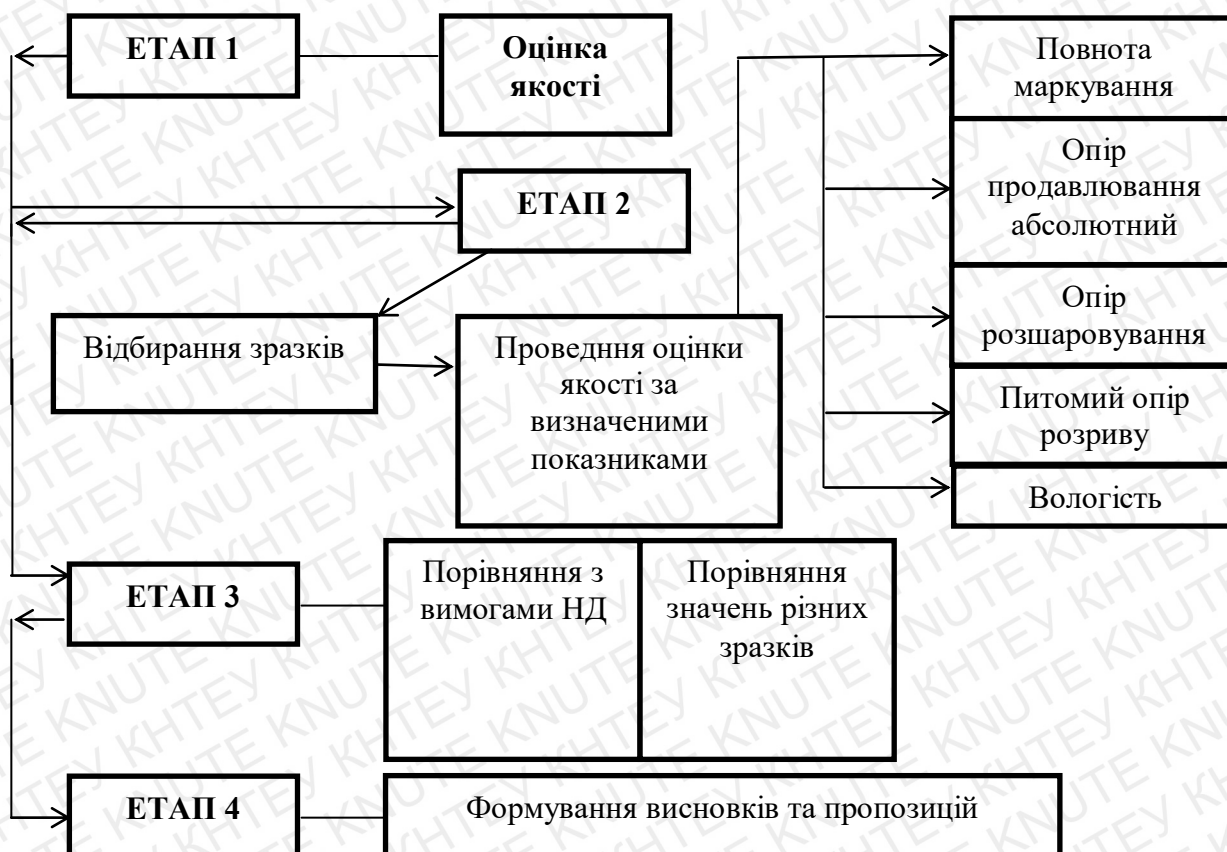 ЕТАП 1
Оцінка
якості
Повнота
маркування
Опір
продавлювання
абсолютний
ЕТАП 2
Опір
розшаровування
Відбирання зразків
Проведння оцінки
якості за
визначеними
показниками
Питомий опір
розриву
Вологість
ЕТАП 3
Порівняння з
вимогами НД
Порівняння
значень різних
зразків
ЕТАП 4
Формування висновків та пропозицій